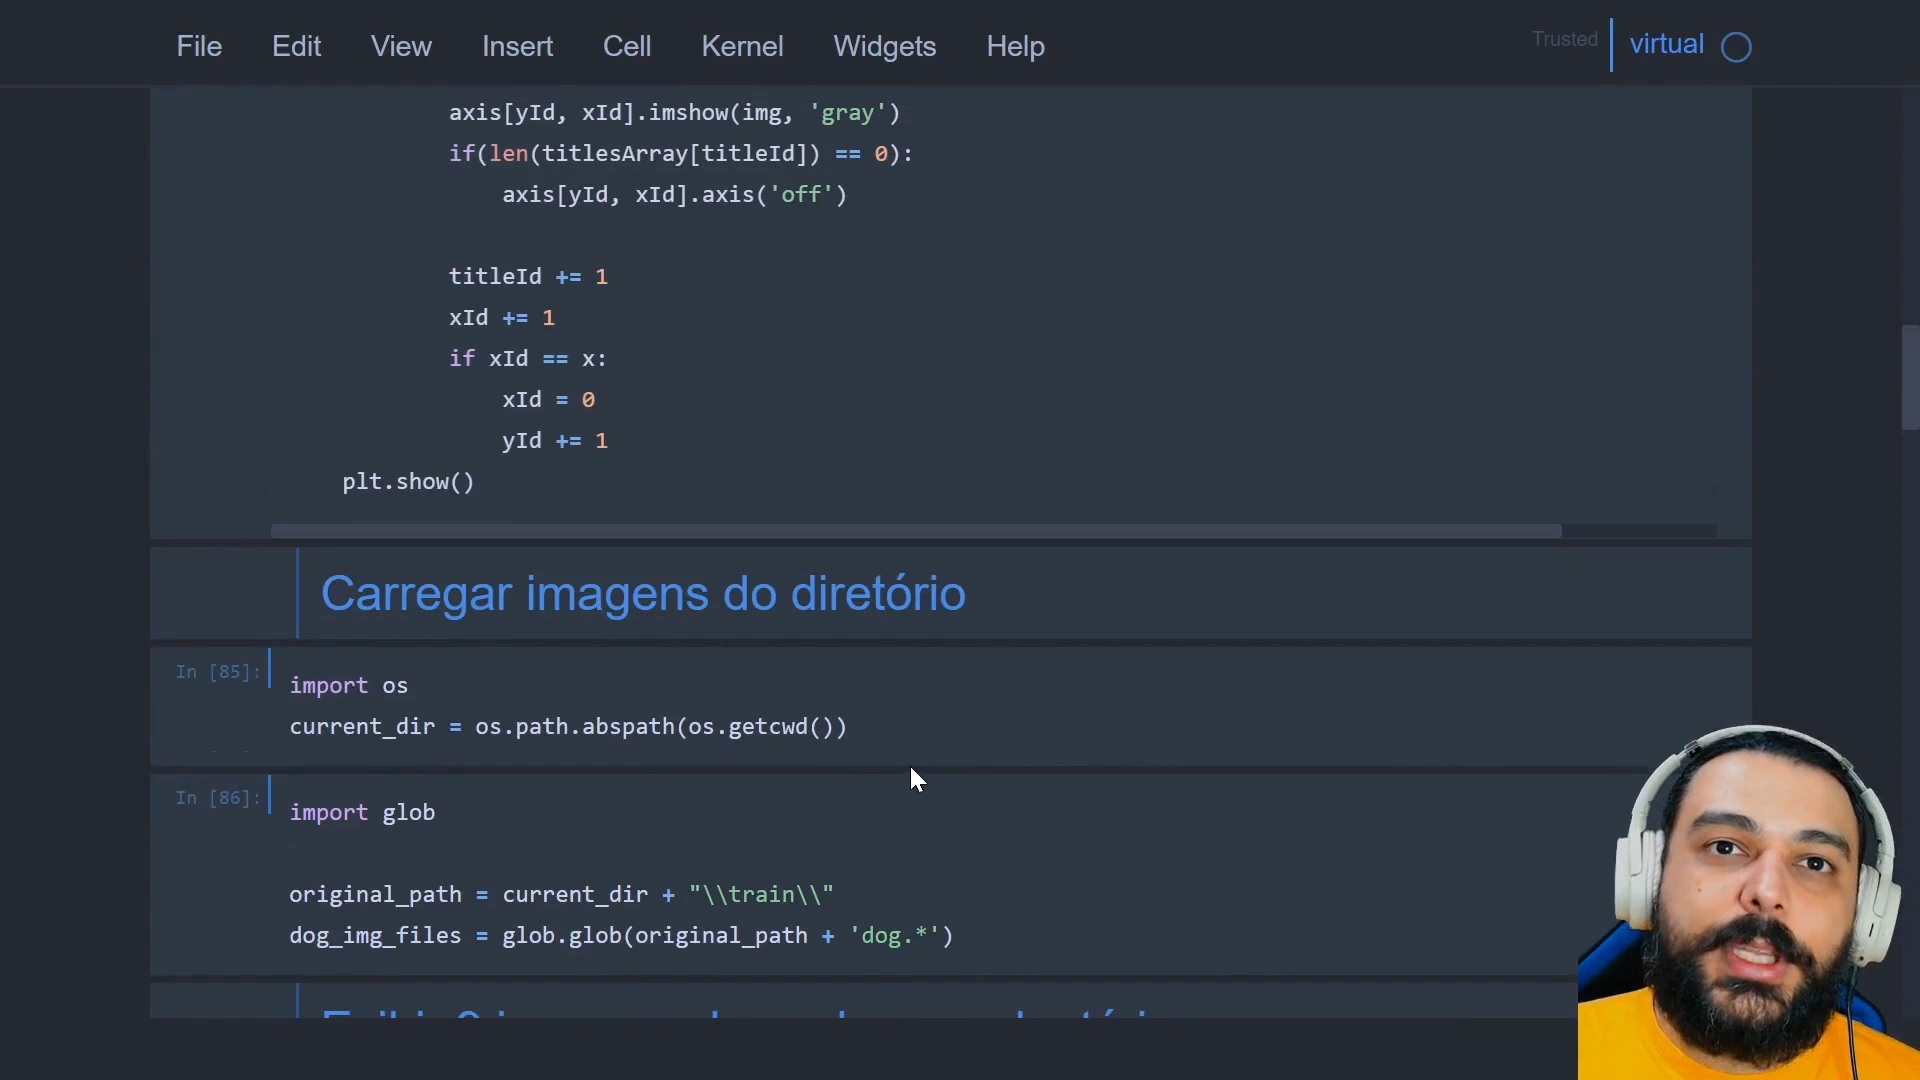 File Edit View Insert Cell Kernel Widgets Help Trusted virtual
axis[yId, xId].imshow(img, 'gray')
if(len(titlesArray[titleId]) == 0):
axis[yId, xId].axis('off')
titleId += 1
xId += 1
if xId == x:
xId = 0
yId += 1
plt.show()
Carregar imagens do diretório
In [85]:
import os
current_dir = os.path.abspath(os.getcwd())
In [86]:
import glob
original_path = current_dir + "\\train\\"
dog_img_files = glob.glob(original_path + 'dog.*')